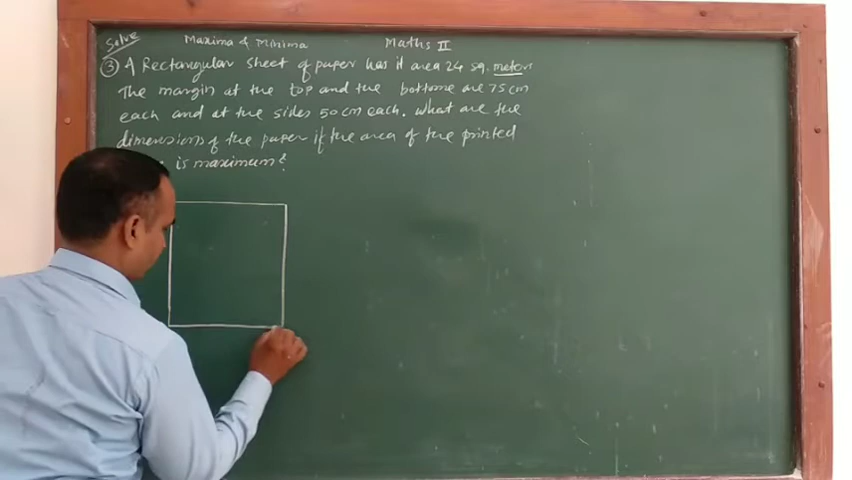 Solve Maxima & Minima Maths II
③ A Rectangular sheet of paper has it area 24 sq. meters
The margin at the top and the bottome are 75 cm
each and at the sides 50 cm each. What are the
dimensions of the paper if the area of the printed
is maximum?